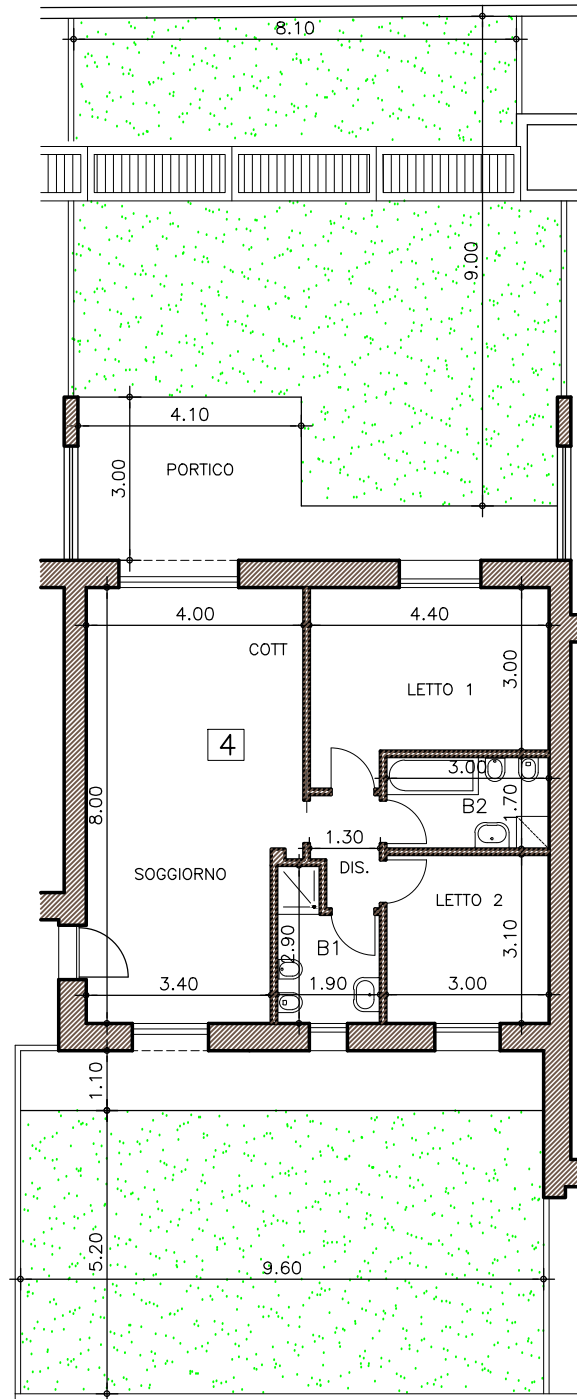 8.10
9.00
4.10
3.00
PORTICO
4.00
4.40
COTT
3.00
LETTO 1
4
3.00
B2
1.70
8.00
1.30
DIS.
SOGGIORNO
LETTO 2
2.90
B1
3.10
3.40
1.90
3.00
1.10
5.20
9.60